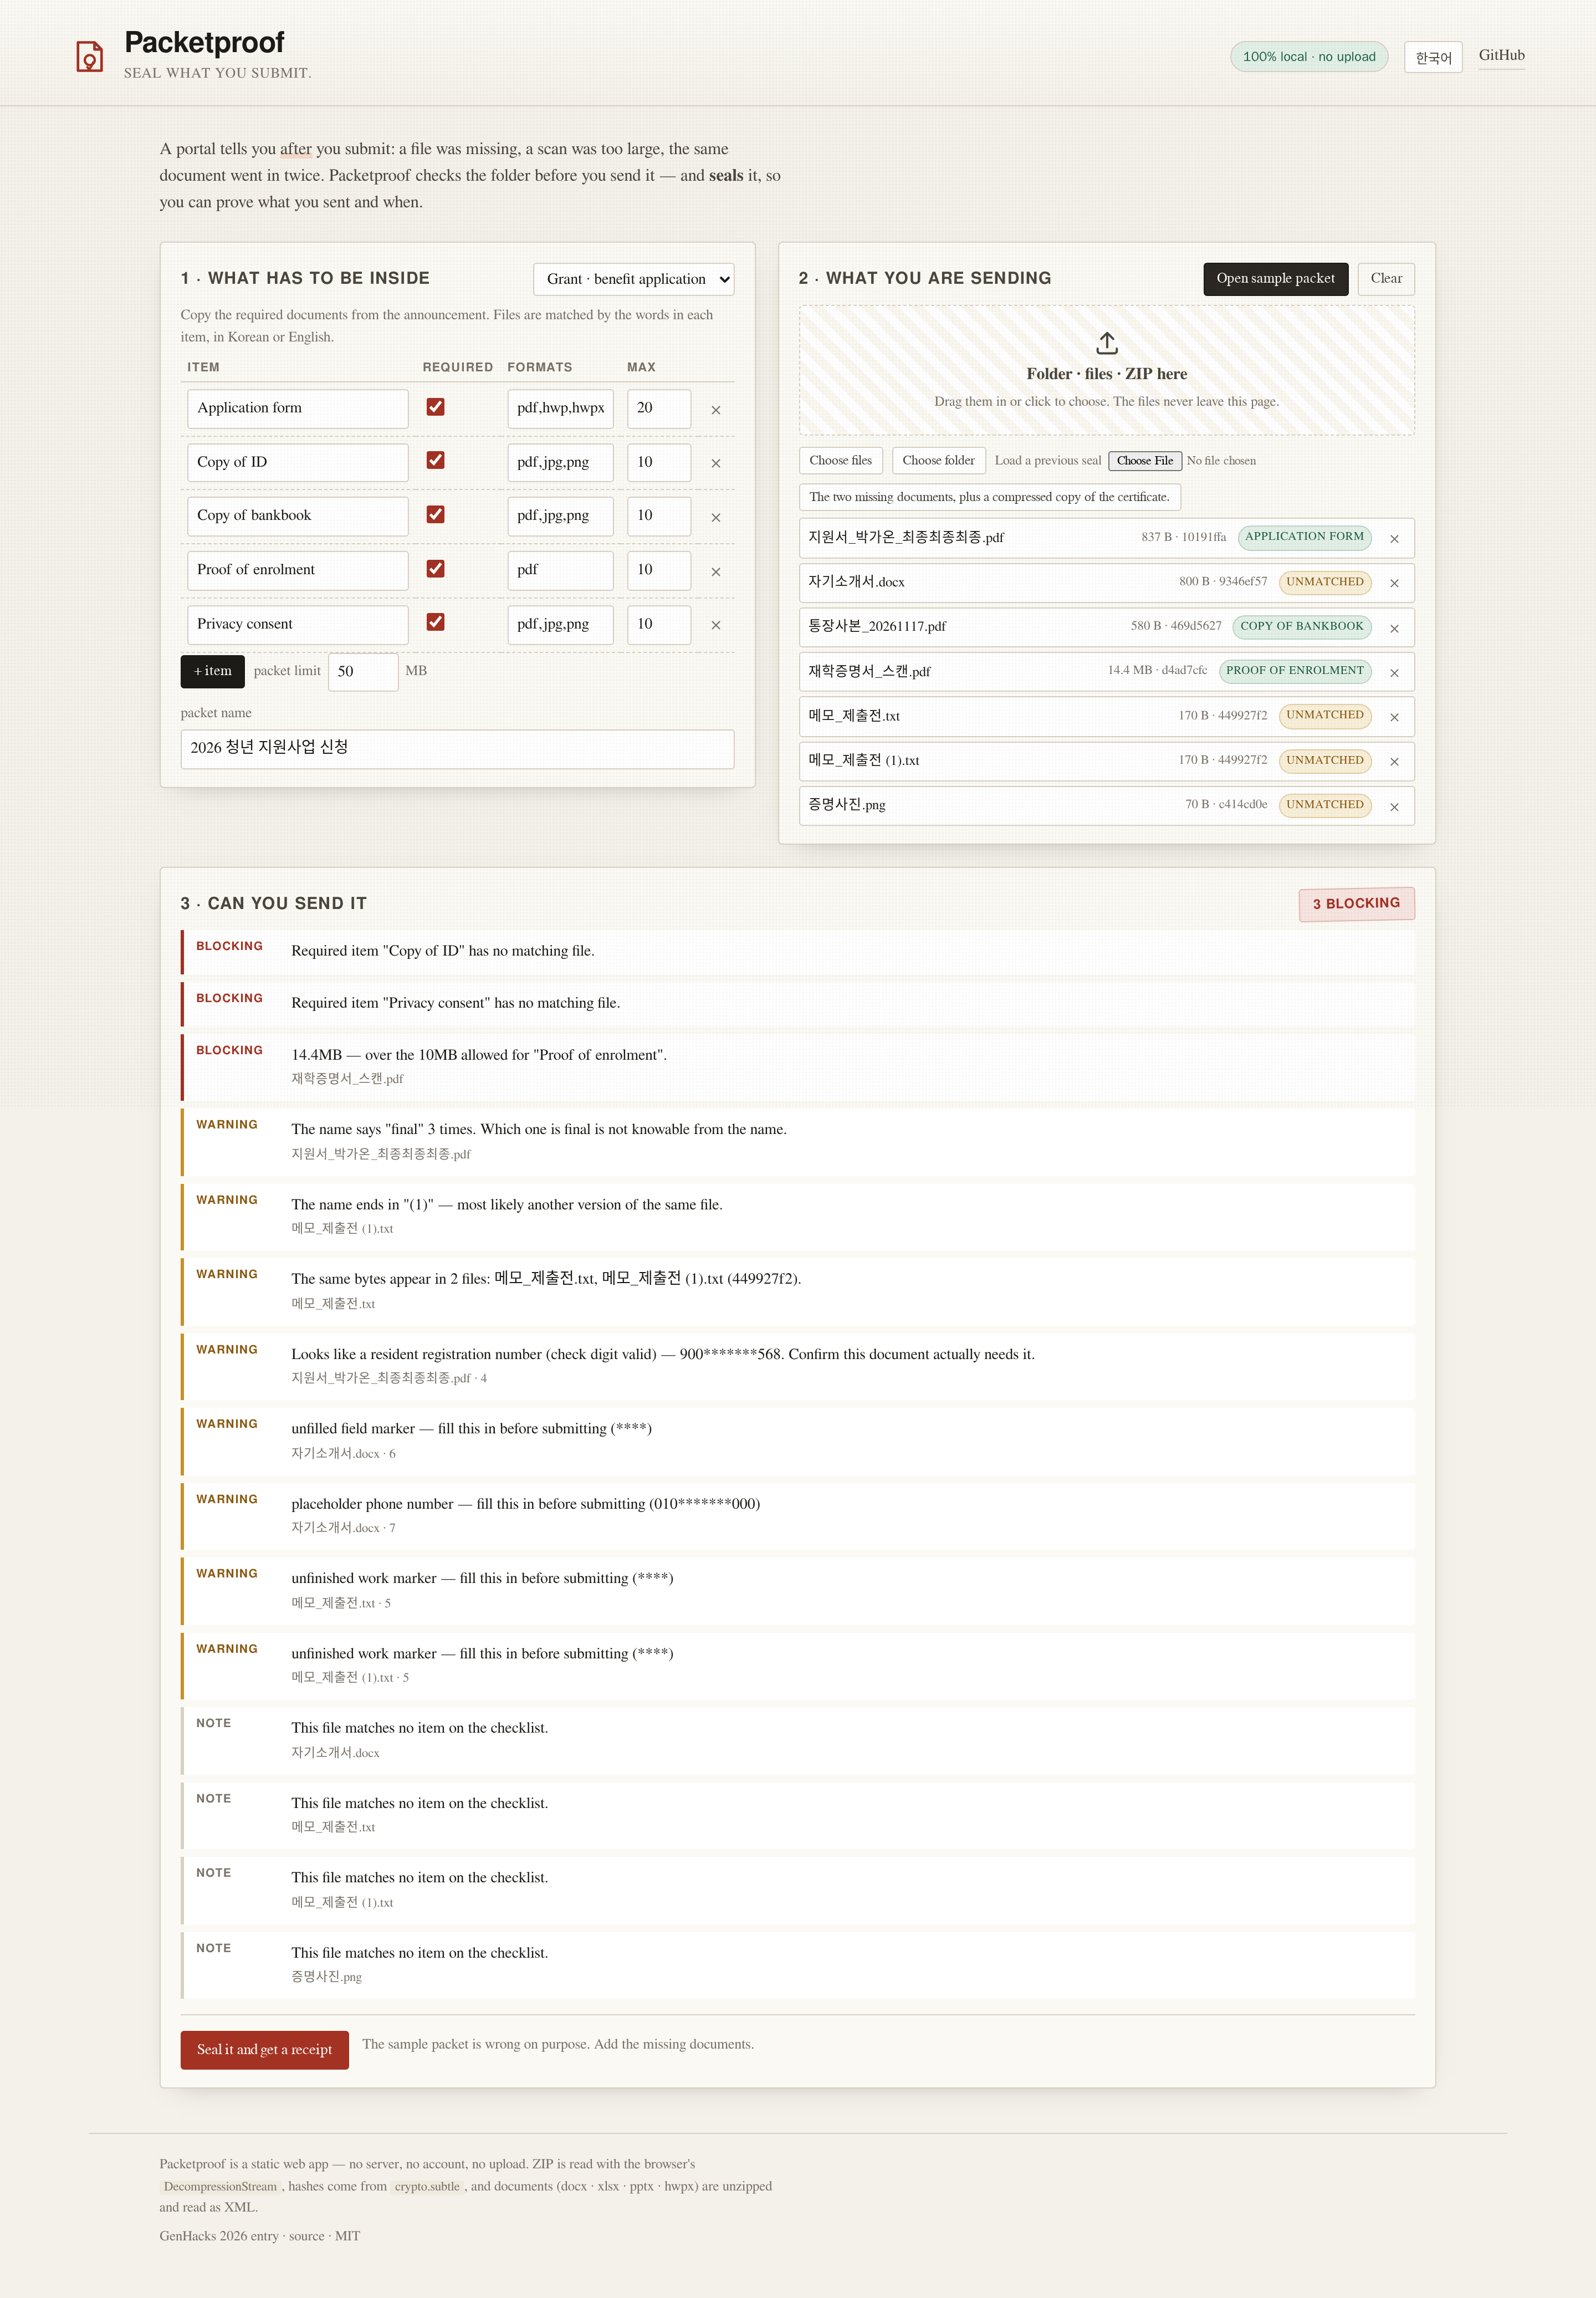 Packetproof
SEAL WHAT YOU SUBMIT.
100% local · no upload
한국어
GitHub
A portal tells you after you submit: a file was missing, a scan was too large, the same
document went in twice. Packetproof checks the folder before you send it — and seals it, so
you can prove what you sent and when.
1 · WHAT HAS TO BE INSIDE
Grant · benefit application
Copy the required documents from the announcement. Files are matched by the words in each
item, in Korean or English.
ITEM REQUIRED FORMATS MAX
Application form pdf,hwp,hwpx 20 ×
Copy of ID pdf,jpg,png 10 ×
Copy of bankbook pdf,jpg,png 10 ×
Proof of enrolment pdf 10 ×
Privacy consent pdf,jpg,png 10 ×
+ item packet limit 50 MB
packet name
2026 청년 지원사업 신청
2 · WHAT YOU ARE SENDING
Open sample packet
Clear
Folder · files · ZIP here
Drag them in or click to choose. The files never leave this page.
Choose files Choose folder Load a previous seal Choose File No file chosen
The two missing documents, plus a compressed copy of the certificate.
지원서_박가온_최종최종최종.pdf 837 B · 10191ffa APPLICATION FORM ×
자기소개서.docx 800 B · 9346ef57 UNMATCHED ×
통장사본_20261117.pdf 580 B · 469d5627 COPY OF BANKBOOK ×
재학증명서_스캔.pdf 14.4 MB · d4ad7cfc PROOF OF ENROLMENT ×
메모_제출전.txt 170 B · 449927f2 UNMATCHED ×
메모_제출전 (1).txt 170 B · 449927f2 UNMATCHED ×
증명사진.png 70 B · c414cd0e UNMATCHED ×
3 · CAN YOU SEND IT
3 BLOCKING
BLOCKING Required item "Copy of ID" has no matching file.
BLOCKING Required item "Privacy consent" has no matching file.
BLOCKING 14.4MB — over the 10MB allowed for "Proof of enrolment".
재학증명서_스캔.pdf
WARNING The name says "final" 3 times. Which one is final is not knowable from the name.
지원서_박가온_최종최종최종.pdf
WARNING The name ends in "(1)" — most likely another version of the same file.
메모_제출전 (1).txt
WARNING The same bytes appear in 2 files: 메모_제출전.txt, 메모_제출전 (1).txt (449927f2).
메모_제출전.txt
WARNING Looks like a resident registration number (check digit valid) — 900*******568. Confirm this document actually needs it.
지원서_박가온_최종최종최종.pdf · 4
WARNING unfilled field marker — fill this in before submitting (****)
자기소개서.docx · 6
WARNING placeholder phone number — fill this in before submitting (010*******000)
자기소개서.docx · 7
WARNING unfinished work marker — fill this in before submitting (****)
메모_제출전.txt · 5
WARNING unfinished work marker — fill this in before submitting (****)
메모_제출전 (1).txt · 5
NOTE This file matches no item on the checklist.
자기소개서.docx
NOTE This file matches no item on the checklist.
메모_제출전.txt
NOTE This file matches no item on the checklist.
메모_제출전 (1).txt
NOTE This file matches no item on the checklist.
증명사진.png
Seal it and get a receipt
The sample packet is wrong on purpose. Add the missing documents.
Packetproof is a static web app — no server, no account, no upload. ZIP is read with the browser's
DecompressionStream, hashes come from crypto.subtle, and documents (docx · xlsx · pptx · hwpx) are unzipped
and read as XML.
GenHacks 2026 entry · source · MIT